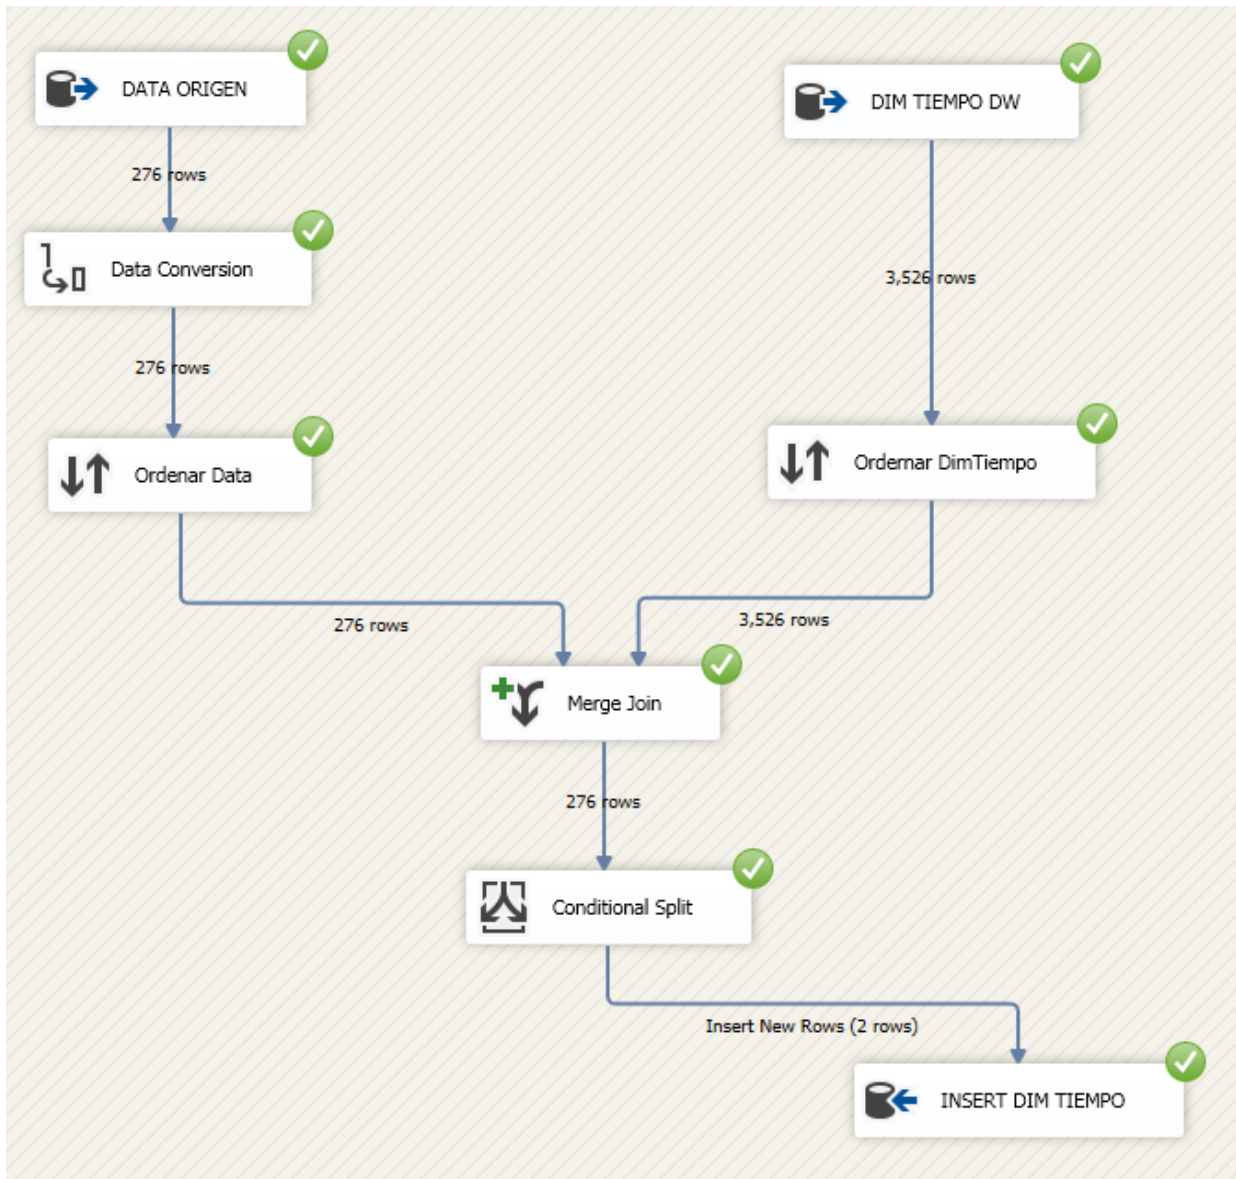 DATA ORIGEN
DIM TIEMPO DW
276 rows
Data Conversion
3,526 rows
276 rows
Ordenar Data
Ordernar DimTiempo
276 rows
3,526 rows
Merge Join
276 rows
Conditional Split
Insert New Rows (2 rows)
INSERT DIM TIEMPO